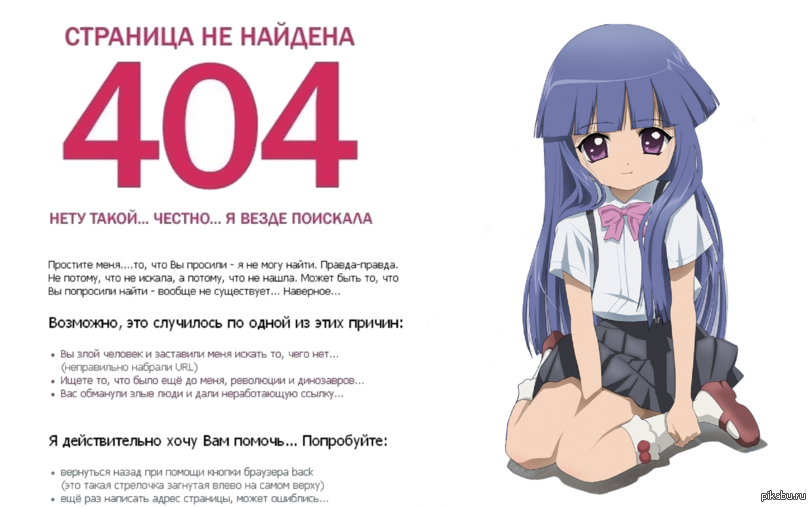 СТРАНИЦА НЕ НАЙДЕНА
404
НЕТУ ТАКОЙ... ЧЕСТНО... Я ВЕЗДЕ ПОИСКАЛА
Простите меня....то, что Вы просили - я не могу найти. Правда-правда.
Не потому, что не искала, а потому, что не нашла. Может быть то, что
Вы попросили найти - вообще не существует... Наверное...
Возможно, это случилось по одной из этих причин:
• Вы злой человек и заставили меня искать то, чего нет...
(неправильно набрали URL)
• Ищете то, что было ещё до меня, революции и динозавров...
• Вас обманули злые люди и дали неработающую ссылку...
Я действительно хочу Вам помочь... Попробуйте:
• вернуться назад при помощи кнопки браузера back
(это такая стрелочка загнутая влево на самом верху)
• ещё раз написать адрес страницы, может ошиблись...
pikabu.ru